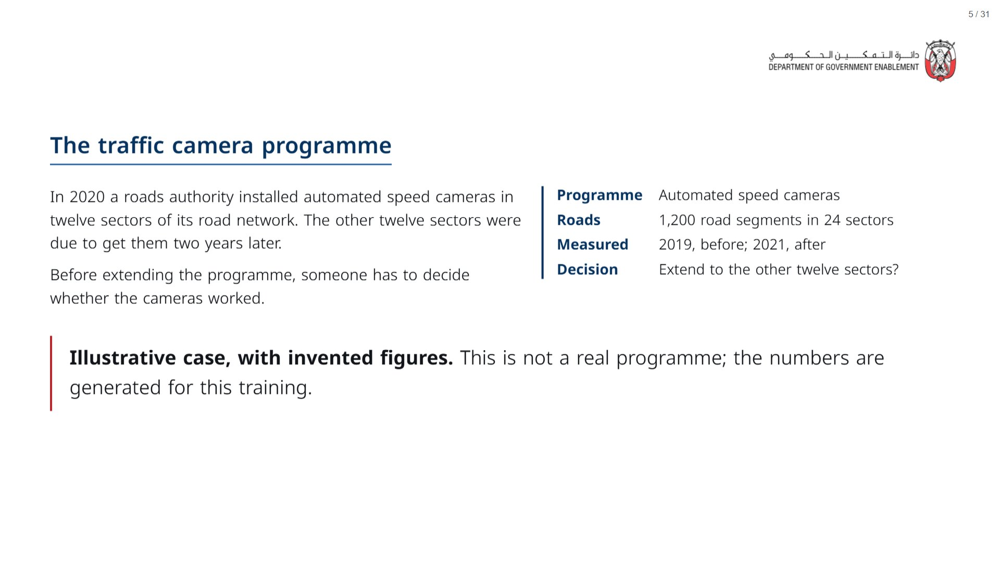 5 / 31
دائرة التمكين الحكومي
DEPARTMENT OF GOVERNMENT ENABLEMENT
The traffic camera programme
In 2020 a roads authority installed automated speed cameras in
twelve sectors of its road network. The other twelve sectors were
due to get them two years later.
Before extending the programme, someone has to decide
whether the cameras worked.
Programme Automated speed cameras
Roads 1,200 road segments in 24 sectors
Measured 2019, before; 2021, after
Decision Extend to the other twelve sectors?
Illustrative case, with invented figures. This is not a real programme; the numbers are
generated for this training.